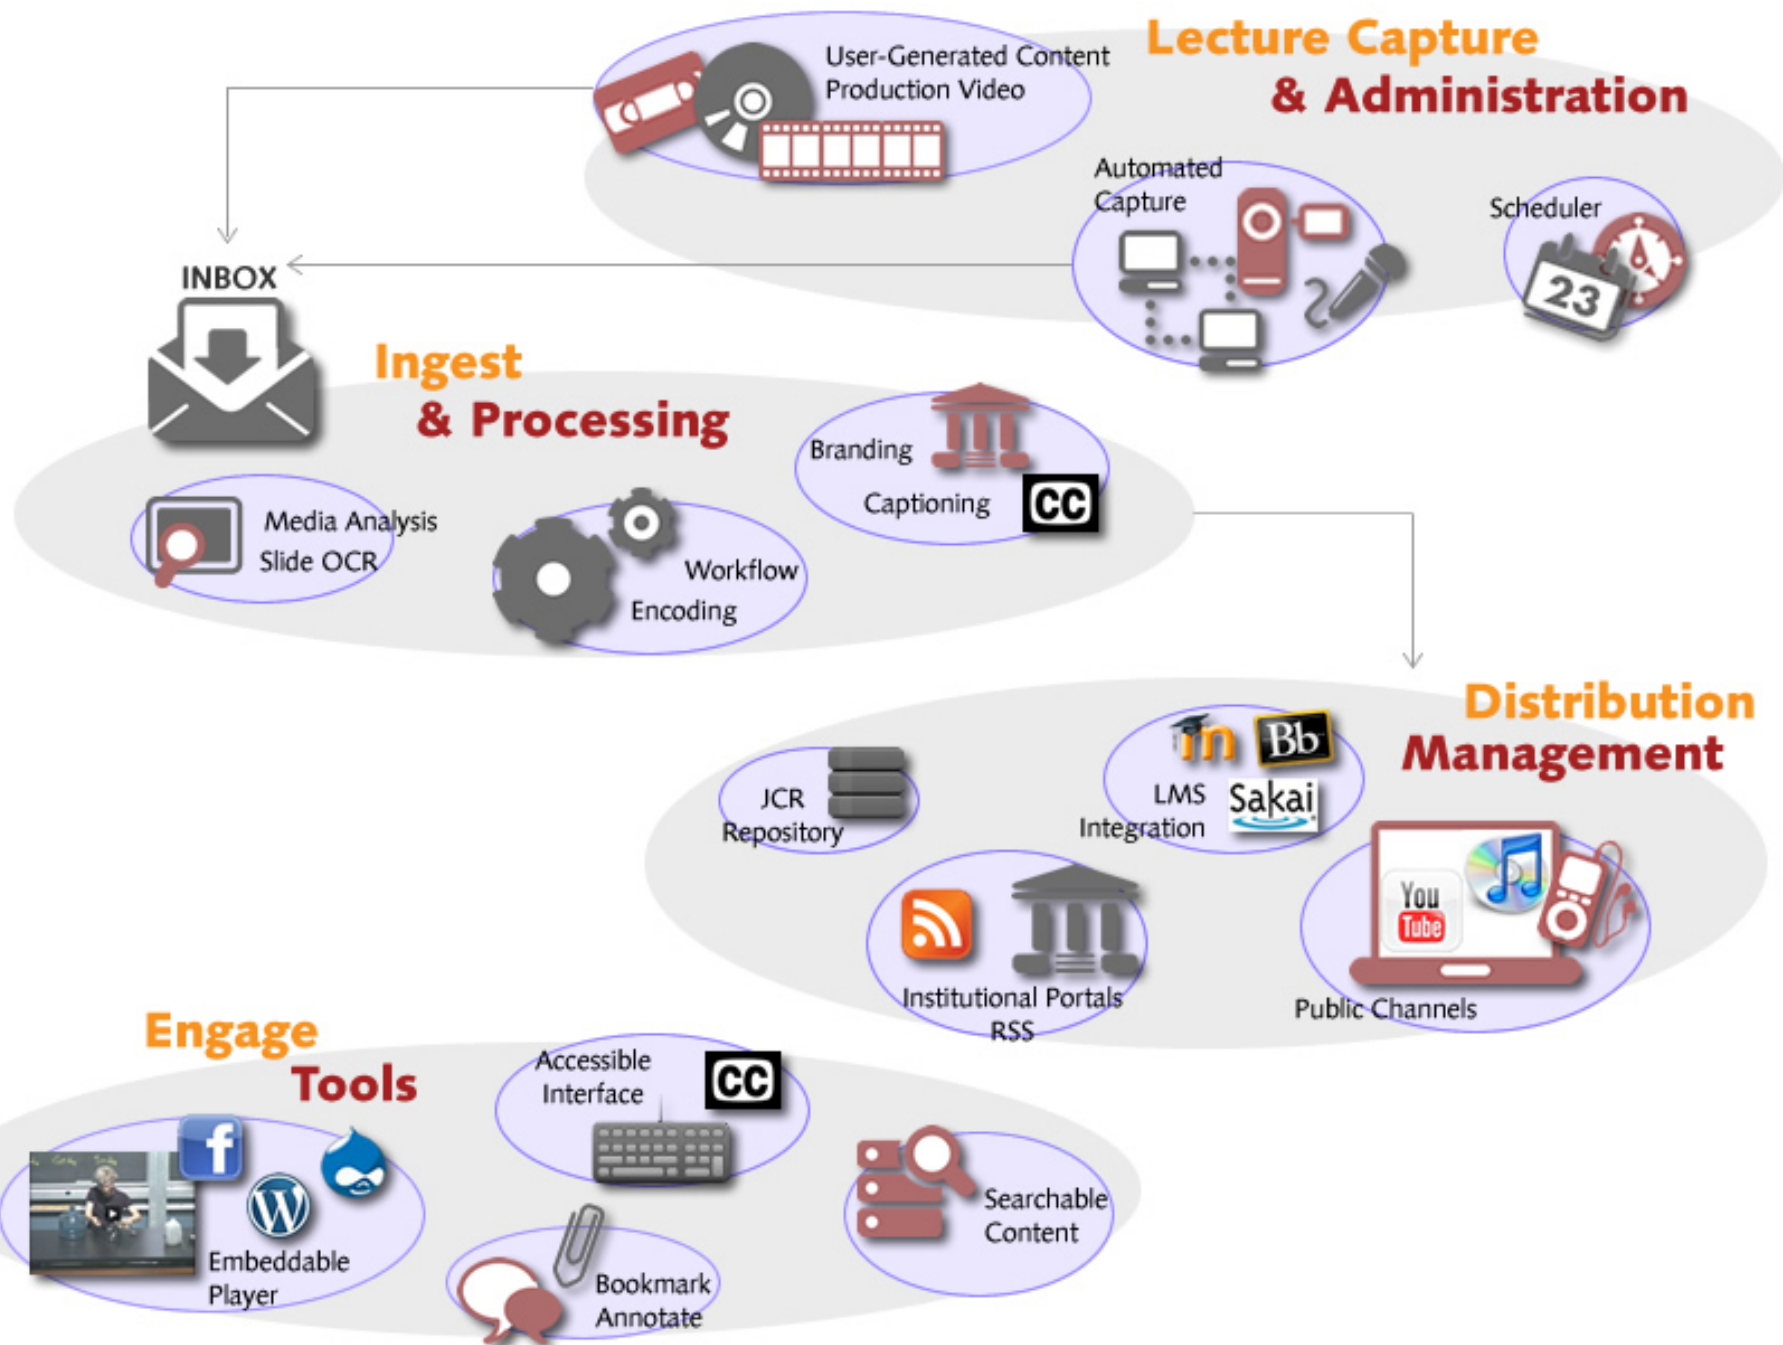 Lecture Capture
& Administration
User-Generated Content
Production Video
Automated
Capture
Scheduler
23
INBOX
Ingest
& Processing
Branding
Captioning
CC
Media Analysis
Slide OCR
Workflow
Encoding
Distribution
Management
JCR
Repository
m
Bb
LMS
Integration
Sakai
You
Tube
Institutional Portals
RSS
Public Channels
Engage
Tools
Accessible
Interface
CC
f
W
Embeddable
Player
Bookmark
Annotate
Searchable
Content